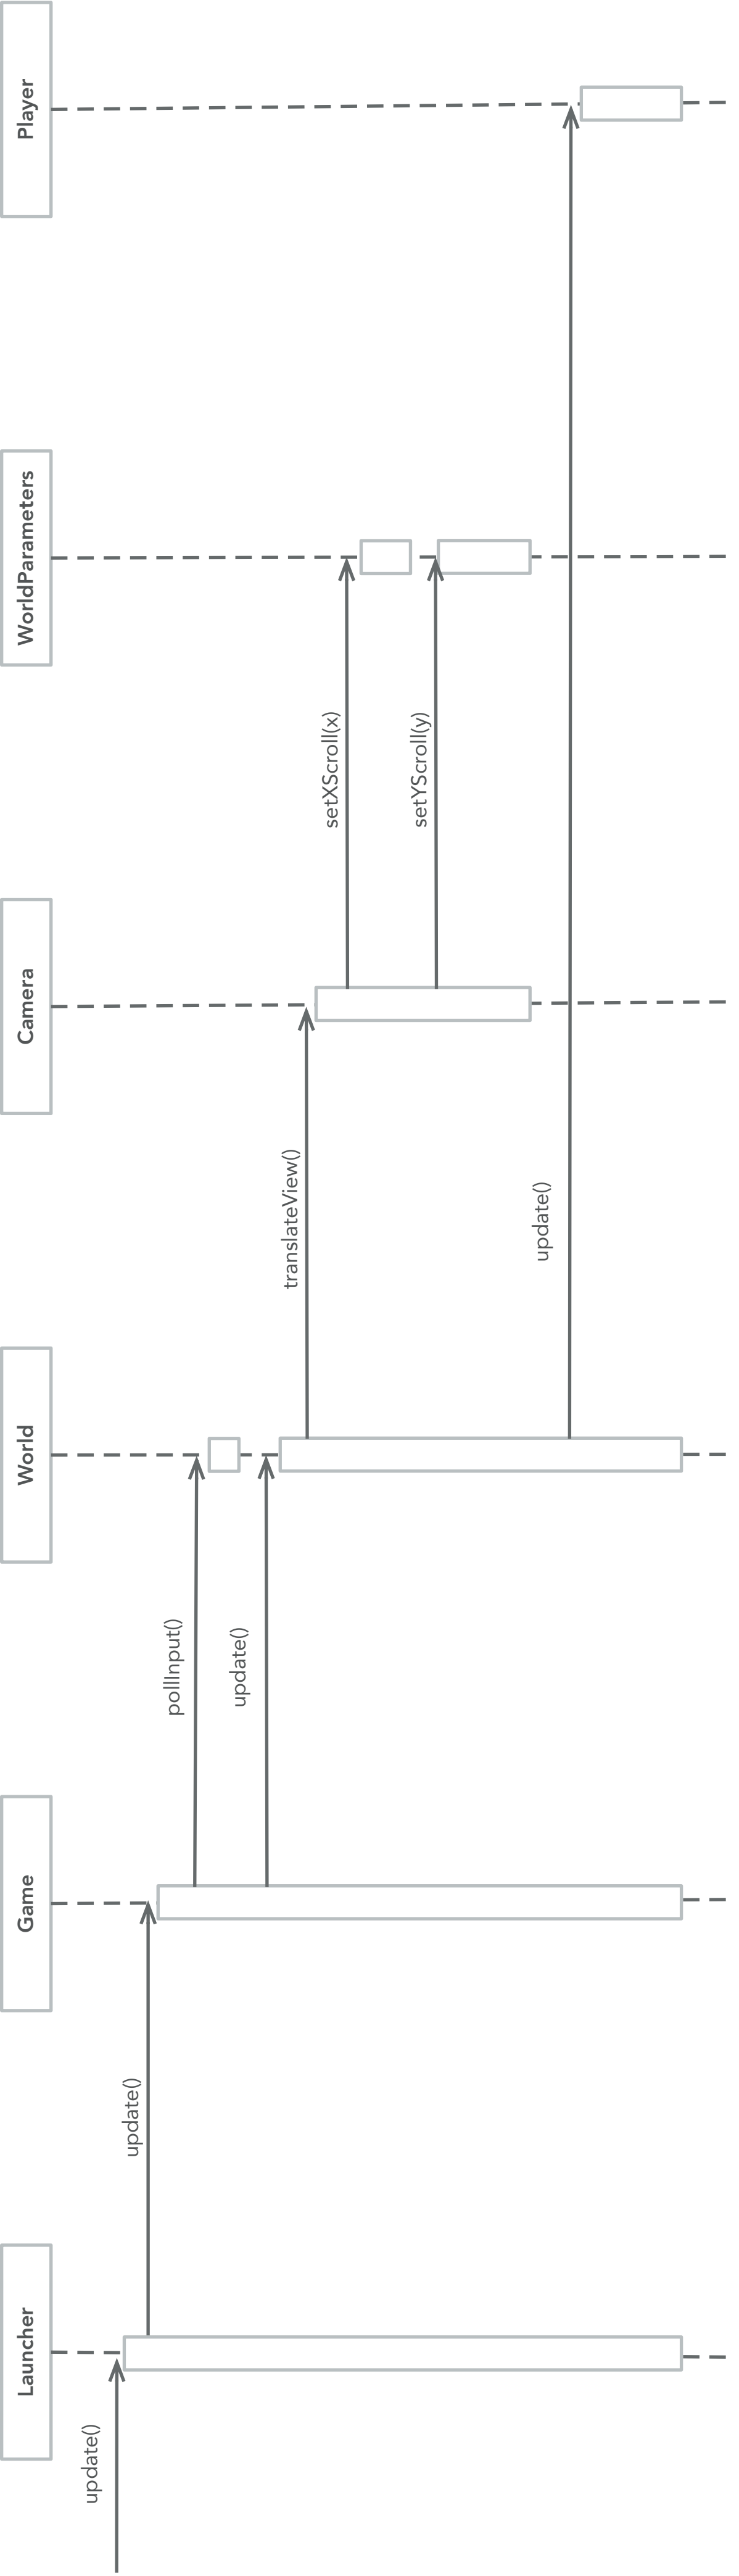 Launcher
Game
World
Camera
WorldParameters
Player
update()
update()
pollInput()
update()
translateView()
setXScroll(x)
setYScroll(y)
update()